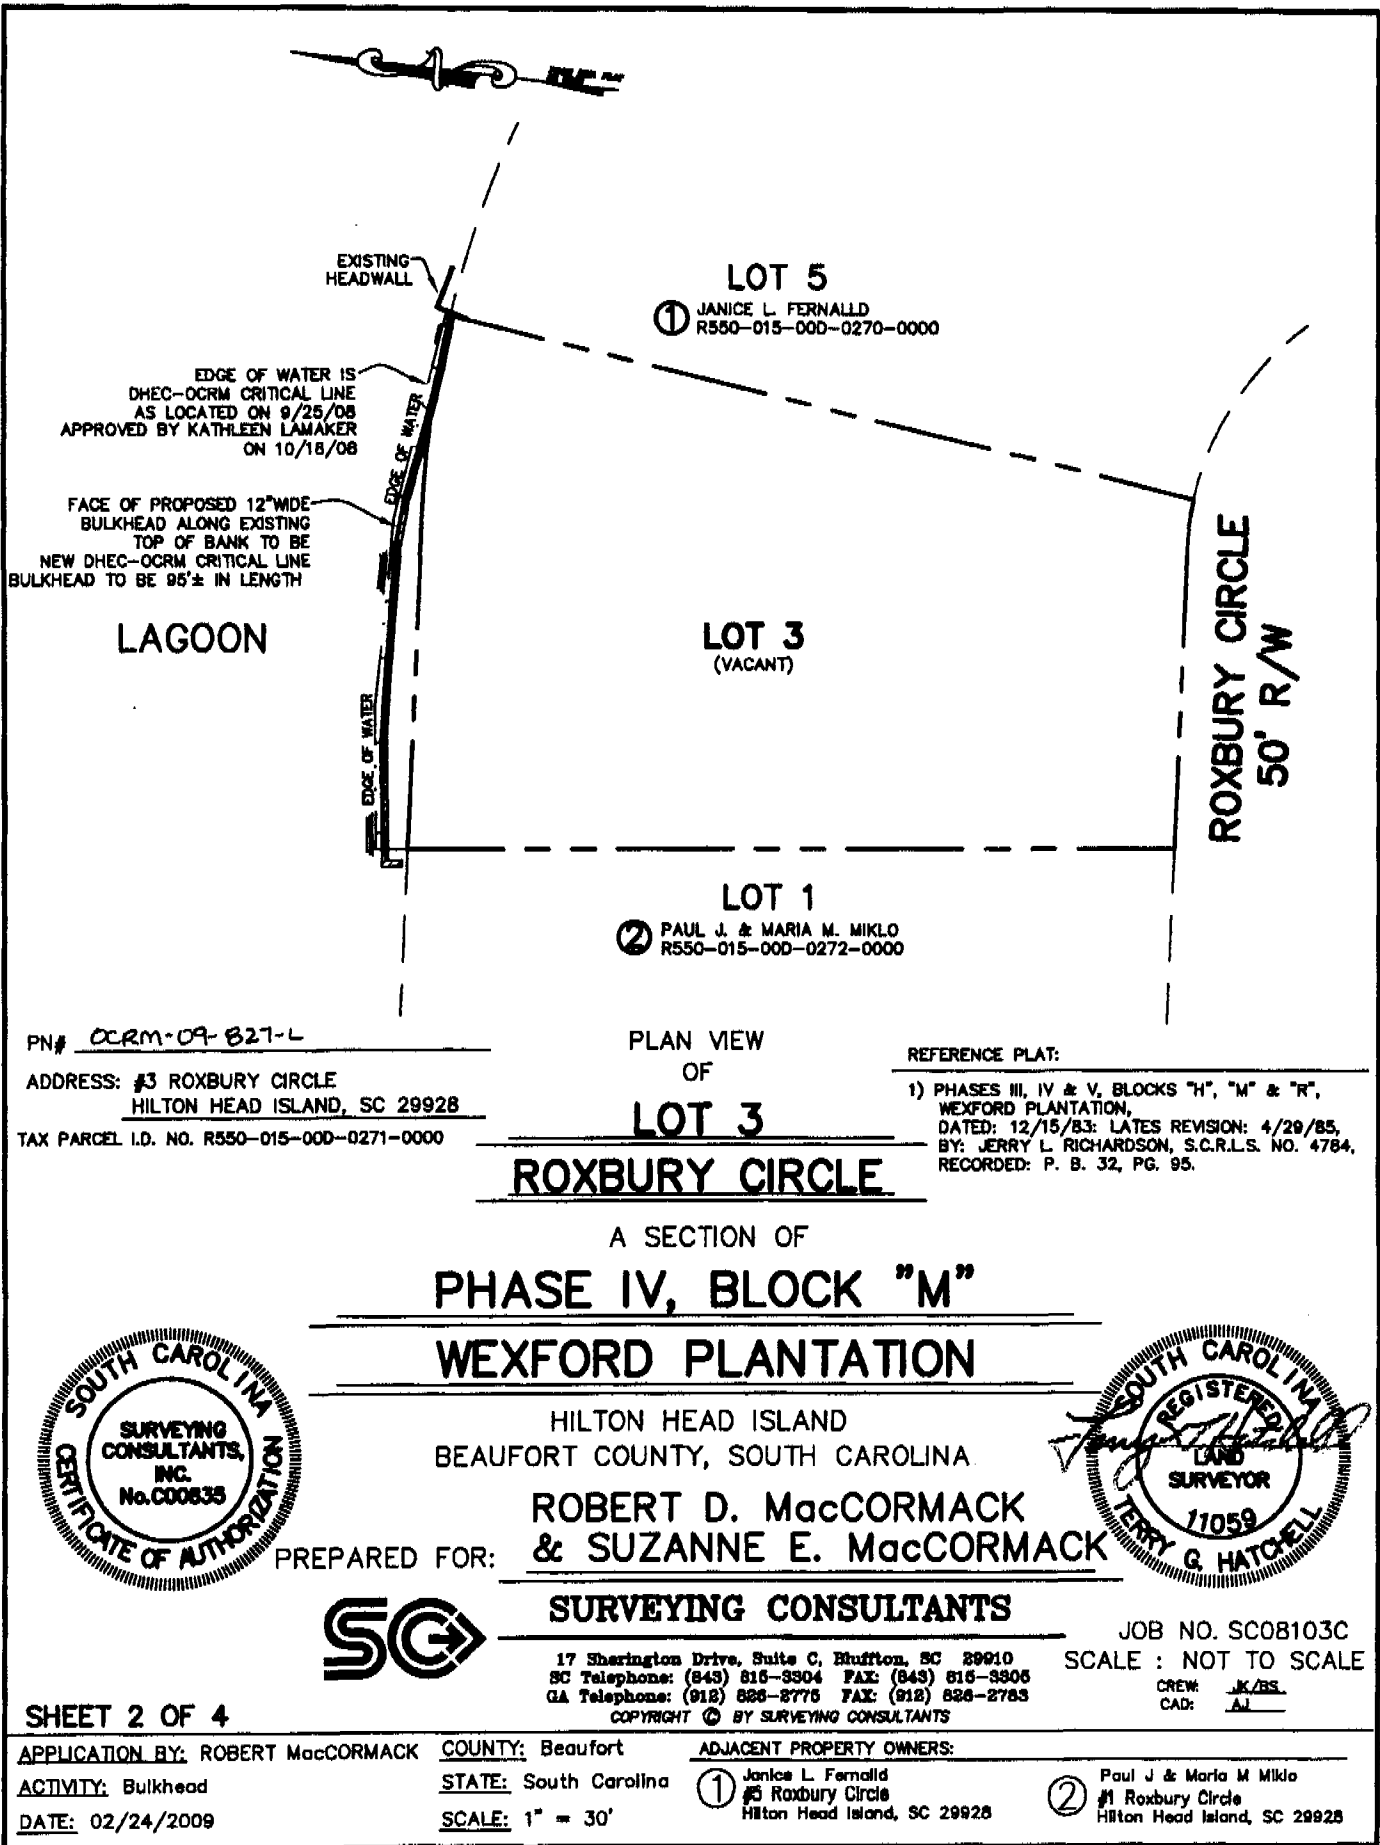 EXISTING
HEADWALL
LOT 5
① JANICE L. FERNALLD
R550-015-00D-0270-0000
EDGE OF WATER IS
DHEC-OCRM CRITICAL LINE
AS LOCATED ON 9/25/08
APPROVED BY KATHLEEN LAMAKER
ON 10/16/08
EDGE OF WATER
FACE OF PROPOSED 12"WIDE
BULKHEAD ALONG EXISTING
TOP OF BANK TO BE
NEW DHEC-OCRM CRITICAL LINE
BULKHEAD TO BE 95'± IN LENGTH
LAGOON
LOT 3
(VACANT)
ROXBURY CIRCLE
50' R/W
EDGE OF WATER
LOT 1
② PAUL J. & MARIA M. MIKLO
R550-015-00D-0272-0000
PN# OCRM-09-827-L
ADDRESS: #3 ROXBURY CIRCLE
HILTON HEAD ISLAND, SC 29928
TAX PARCEL I.D. NO. R550-015-00D-0271-0000
PLAN VIEW
OF
LOT 3
ROXBURY CIRCLE
REFERENCE PLAT:
1) PHASES III, IV & V, BLOCKS "H", "M" & "R",
WEXFORD PLANTATION,
DATED: 12/15/83: LATES REVISION: 4/29/85,
BY: JERRY L RICHARDSON, S.C.R.L.S. NO. 4784,
RECORDED: P. B. 32, PG. 95.
A SECTION OF
PHASE IV, BLOCK "M"
WEXFORD PLANTATION
HILTON HEAD ISLAND
BEAUFORT COUNTY, SOUTH CAROLINA
SOUTH CAROLINA
SURVEYING
CONSULTANTS,
INC.
No.C00835
CERTIFICATE OF AUTHORIZATION
SOUTH CAROLINA
REGISTERED
LAND
SURVEYOR
11059
TERRY G. HATCHELL
PREPARED FOR: ROBERT D. MacCORMACK
& SUZANNE E. MacCORMACK
SC
SURVEYING CONSULTANTS
17 Sherington Drive, Suite C, Bluffton, SC 29910
SC Telephone: (843) 815-3304 FAX: (843) 815-3305
GA Telephone: (912) 826-2775 FAX: (912) 826-2783
COPYRIGHT © BY SURVEYING CONSULTANTS
JOB NO. SC08103C
SCALE : NOT TO SCALE
CREW: JK/BS
CAD: AJ
SHEET 2 OF 4
APPLICATION BY: ROBERT MacCORMACK
ACTIVITY: Bulkhead
DATE: 02/24/2009
COUNTY: Beaufort
STATE: South Carolina
SCALE: 1" = 30'
ADJACENT PROPERTY OWNERS:
① Janice L Fernalld
#5 Roxbury Circle
Hilton Head Island, SC 29928
② Paul J & Maria M Miklo
#1 Roxbury Circle
Hilton Head Island, SC 29928